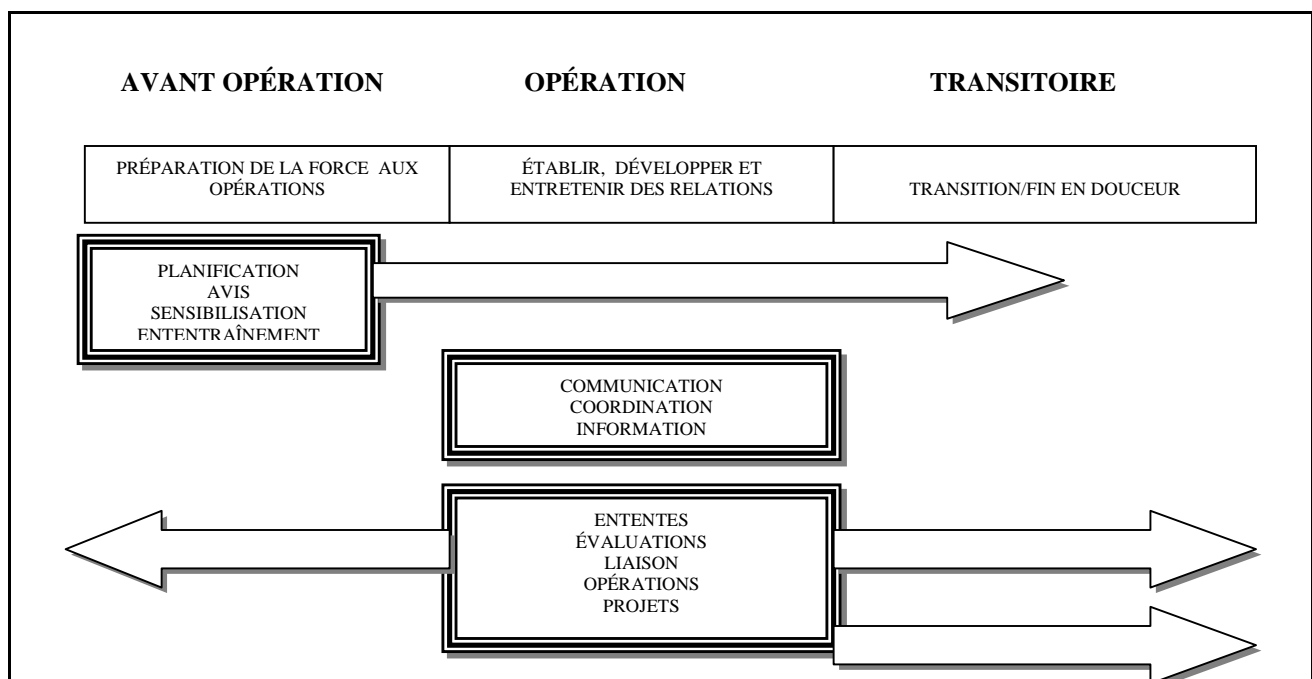 AVANT OPÉRATION
OPÉRATION
TRANSITOIRE
PRÉPARATION DE LA FORCE AUX
OPÉRATIONS
ÉTABLIR, DÉVELOPPER ET
ENTRETENIR DES RELATIONS
TRANSITION/FIN EN DOUCEUR
PLANIFICATION
AVIS
SENSIBILISATION
ENTENTRAÎNEMENT
COMMUNICATION
COORDINATION
INFORMATION
ENTENTES
ÉVALUATIONS
LIAISON
OPÉRATIONS
PROJETS